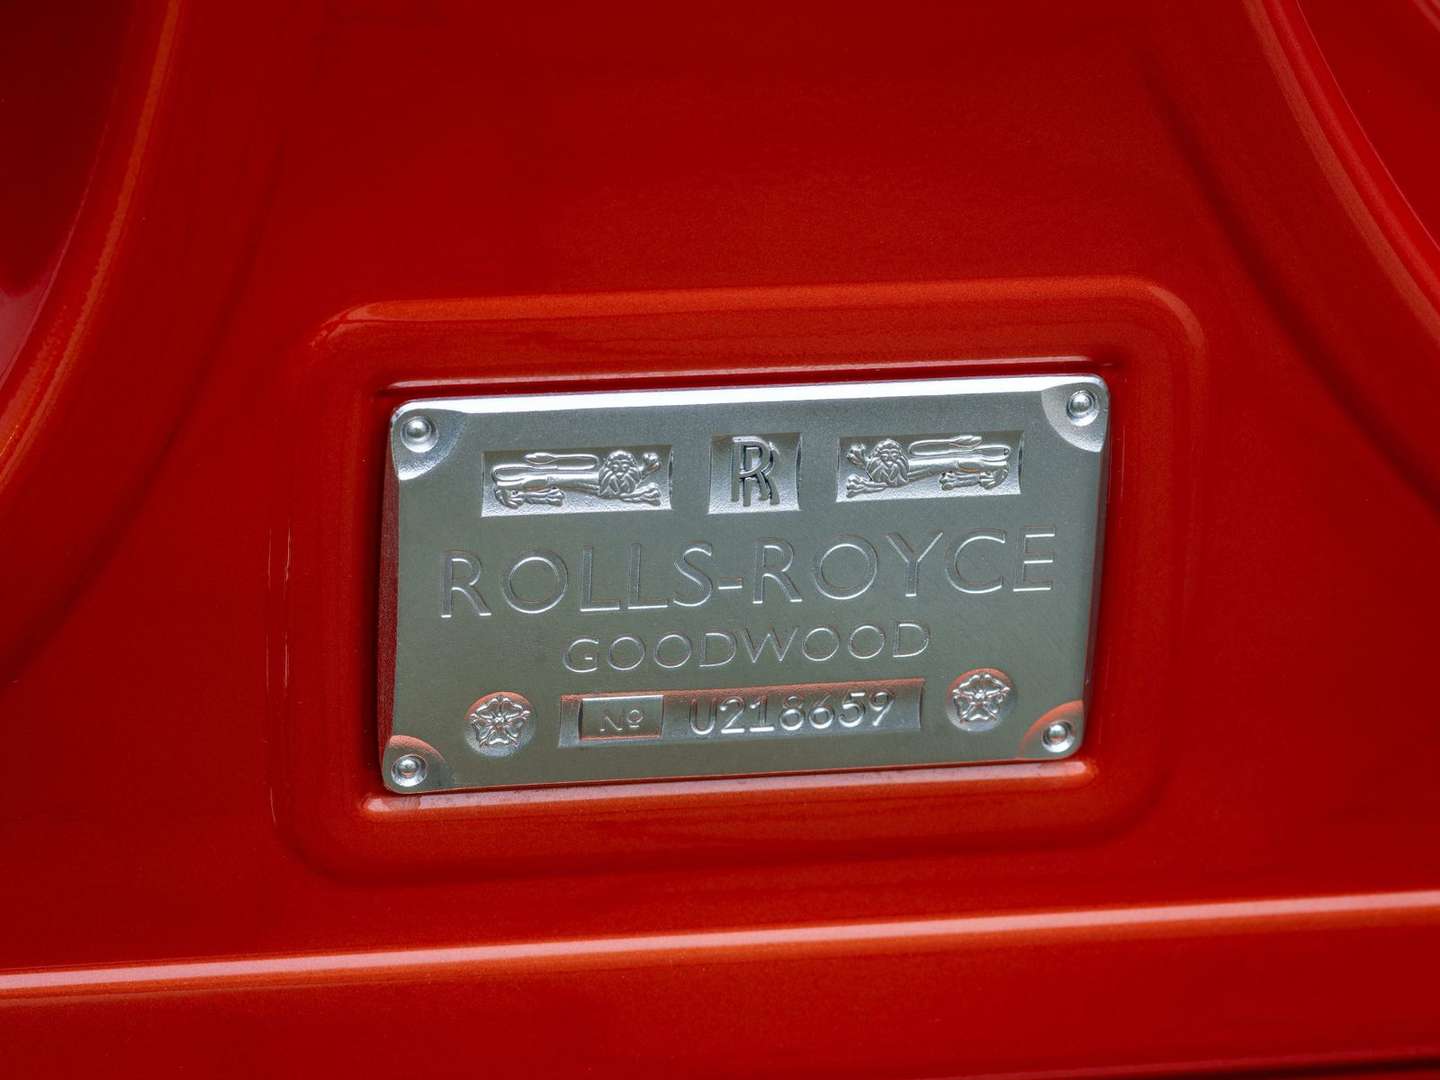 RR
ROLLS-ROYCE
GOODWOOD
Nº U218659